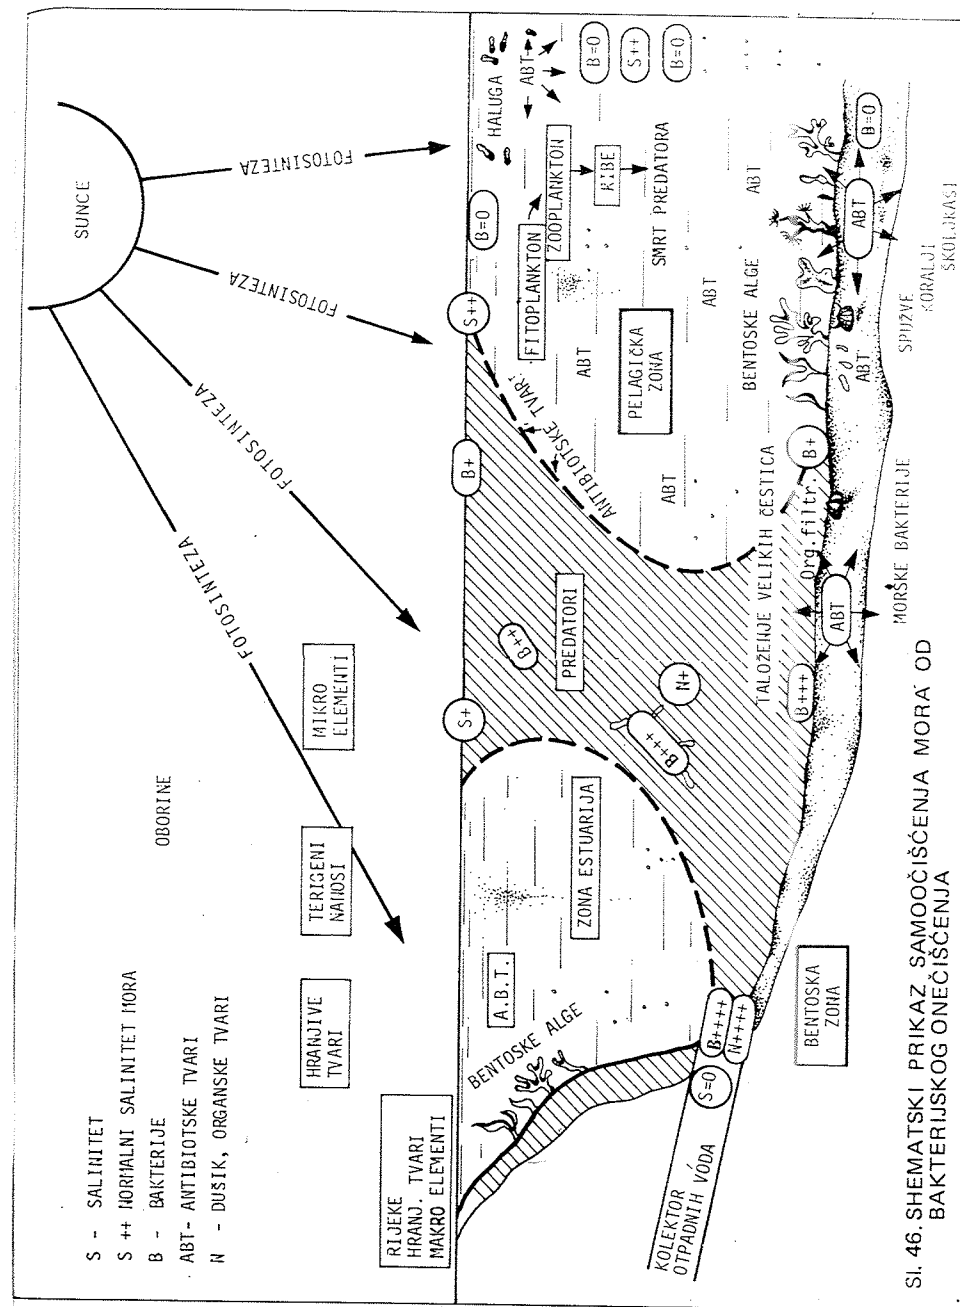 S - SALINITET
S ++ NORMALNI SALINITET MORA
B - BAKTERIJE
ABT- ANTIBIOTSKE TVARI
N - DUŠIK, ORGANSKE TVARI
OBORINE
SUNCE
FOTOSINTEZA
FOTOSINTEZA
FOTOSINTEZA
FOTOSINTEZA
RIJEKE
HRANJ. TVARI
MAKRO ELEMENTI
HRANJIVE
TVARI
TERIGENI
NANOSI
MIKRO
ELEMENTI
S+
B+
S++
B=0
HALUGA
ABT
B=0
S++
B=0
BENTOSKE ALGE
A.B.T.
ZONA ESTUARIJA
B++
PREDATORI
B+++
N+
ANTIBIOTSKE TVARI
FITOPLANKTON
ZOOPLANKTON
RIBE
SMRT PREDATORA
ABT
PELAGIČKA
ZONA
ABT
ABT
ABT
BENTOSKE ALGE
KOLEKTOR
OTPADNIH VODA
S=0
B++++
N++++
BENTOSKA
ZONA
TALOŽENJE VELIKIH ČESTICA
B+++
Org.filtr.
B+
ABT
ABT
ABT
B=0
MORSKE BAKTERIJE
SPUŽVE
KORALJI
ŠKOLJKAŠI
Sl. 46. SHEMATSKI PRIKAZ SAMOOČIŠĆENJA MORA OD
BAKTERIJSKOG ONEČIŠĆENJA